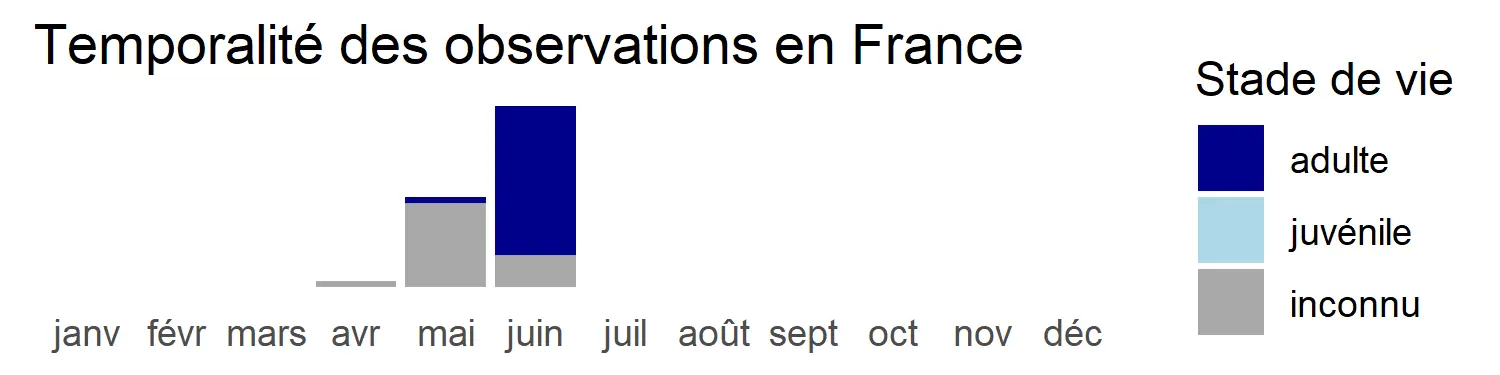 Temporalité des observations en France
Stade de vie
adulte
juvénile
inconnu
janv févr mars avr mai juin juil août sept oct nov déc